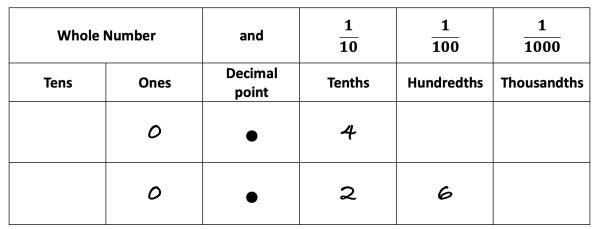 Whole Number and 1/10 1/100 1/1000
Tens Ones Decimal point Tenths Hundredths Thousandths
0 . 4
0 . 2 6